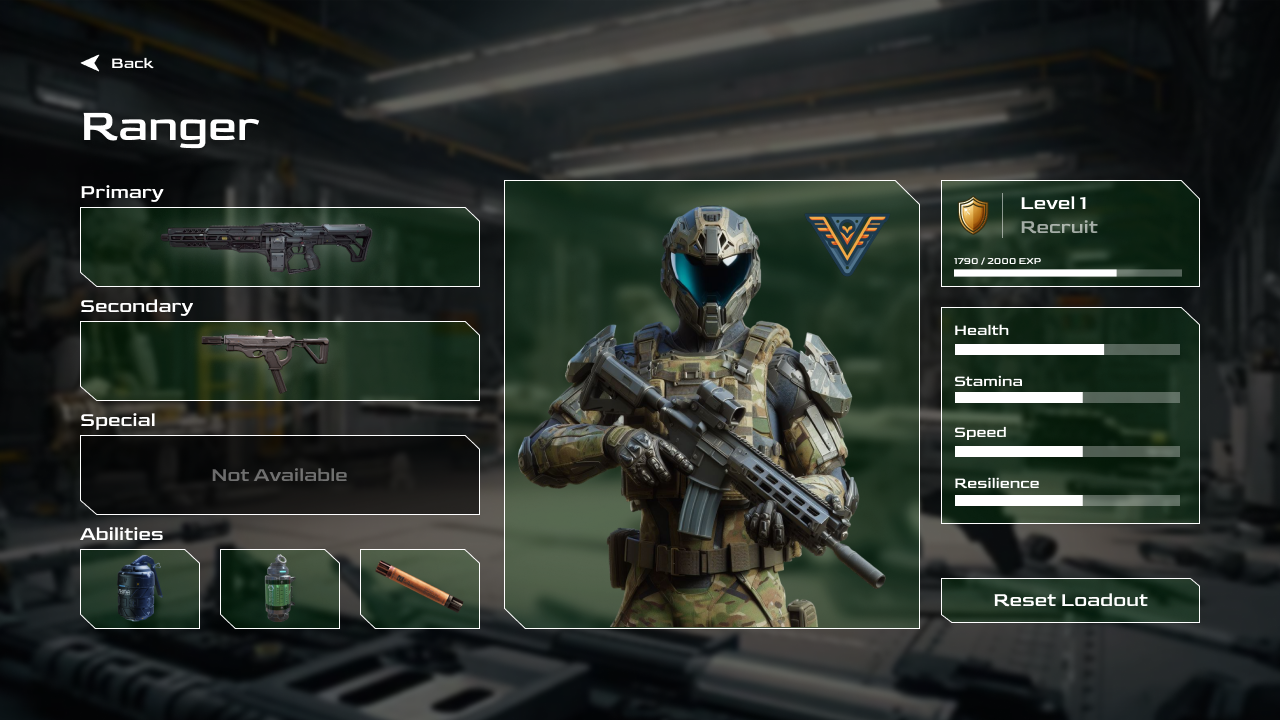 Back
Ranger
Primary
Secondary
Special
Not Available
Abilities
Level 1
Recruit
1790 / 2000 EXP
Health
Stamina
Speed
Resilience
Reset Loadout